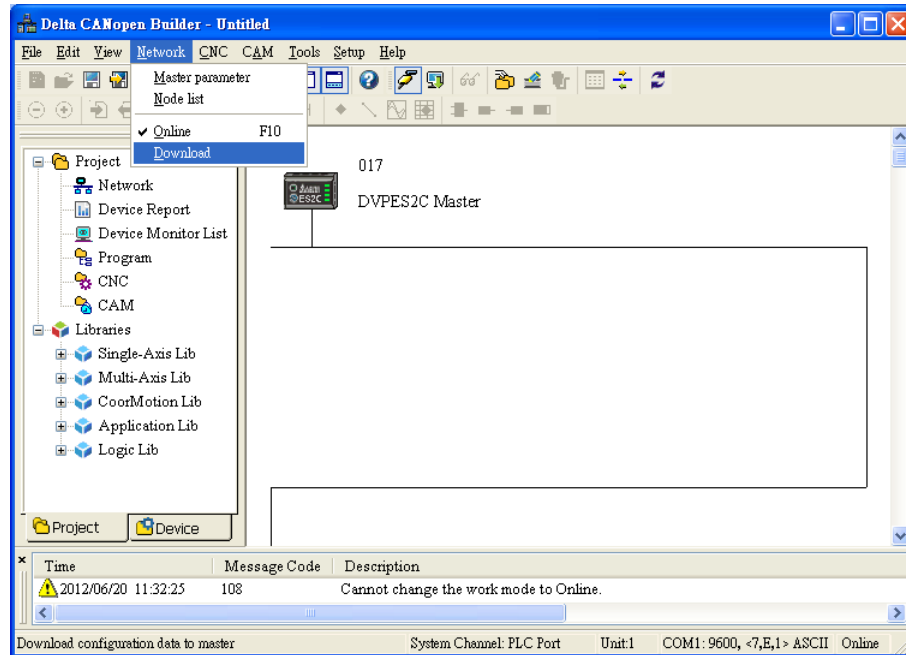 Delta CANopen Builder - Untitled
File Edit View Network CNC CAM Tools Setup Help
Master parameter
Node list
Online F10
Download
Project
Network
Device Report
Device Monitor List
Program
CNC
CAM
Libraries
Single-Axis Lib
Multi-Axis Lib
CoorMotion Lib
Application Lib
Logic Lib
017
ES2C
DVPES2C Master
Project Device
Time Message Code Description
2012/06/20 11:32:25 108 Cannot change the work mode to Online.
Download configuration data to master System Channel: PLC Port Unit:1 COM1: 9600, <7,E,1> ASCII Online